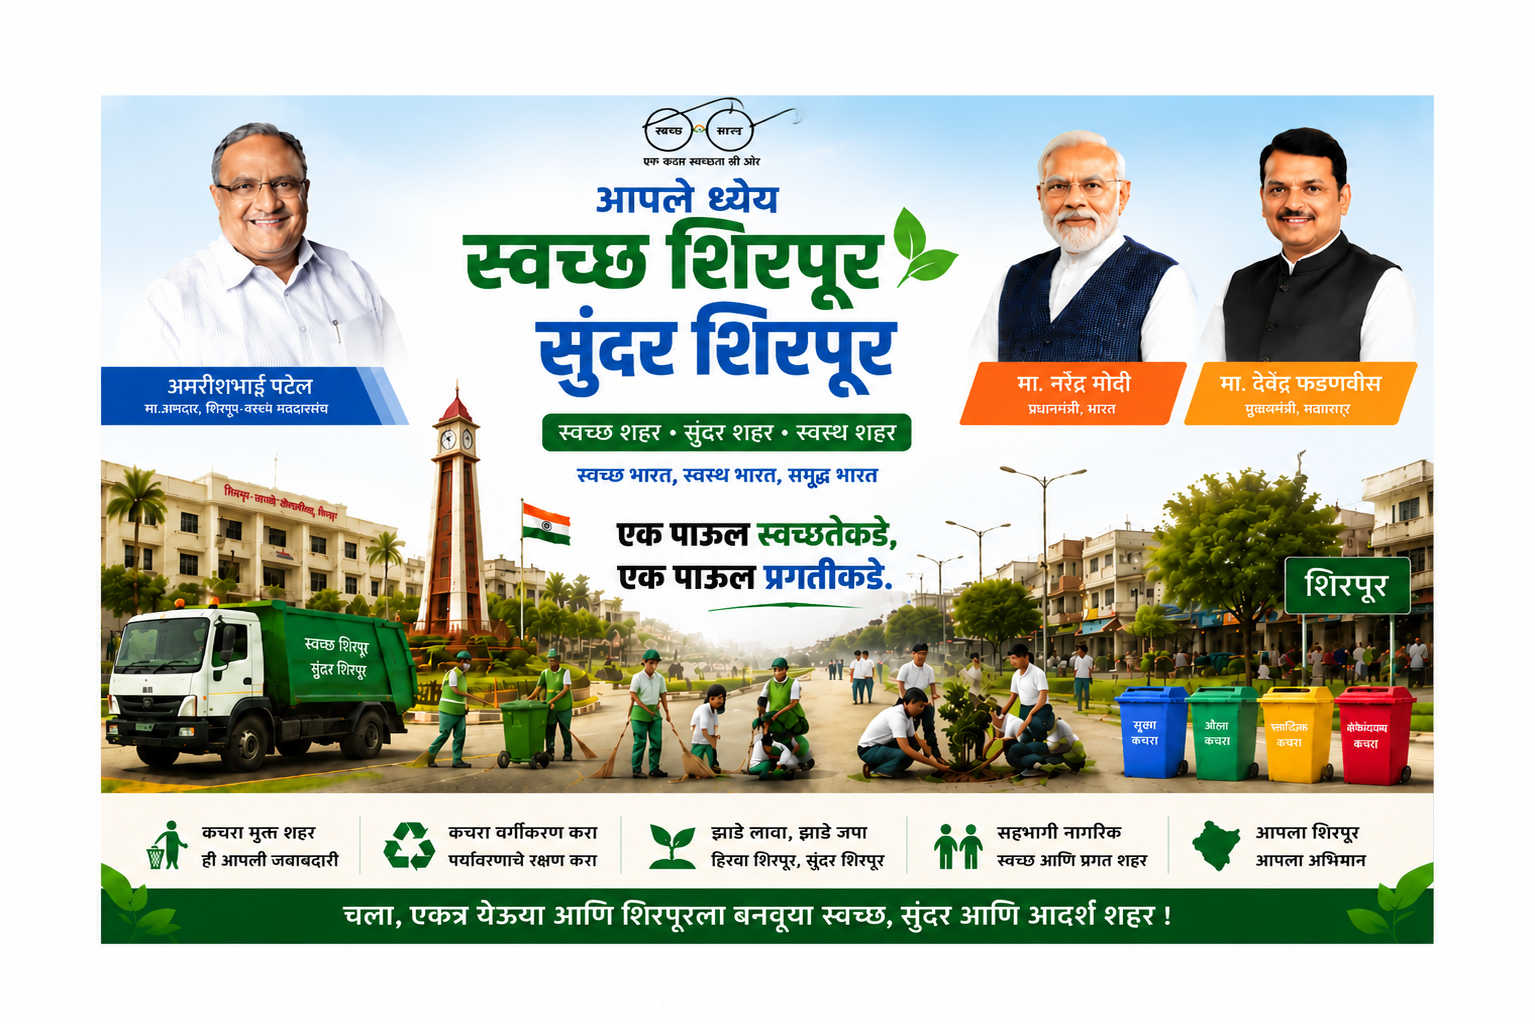 स्वच्छ
एक कदम स्वच्छता की ओर
आपले ध्येय
स्वच्छ शिरपूर
सुंदर शिरपूर
अमरीशभाई पटेल
मा. नरेंद्र मोदी
प्रधानमंत्री, भारत
मा. देवेंद्र फडणवीस
स्वच्छ शहर • सुंदर शहर • स्वस्थ शहर
स्वच्छ भारत, स्वस्थ भारत, समृद्ध भारत
एक पाऊल स्वच्छतेकडे,
एक पाऊल प्रगतीकडे.
शिरपूर
स्वच्छ शिरपूर
सुंदर शिरपूर
सुका
कचरा
ओला
कचरा
कचरा
कचरा
कचरा मुक्त शहर
ही आपली जबाबदारी
कचरा वर्गीकरण करा
पर्यावरणाचे रक्षण करा
झाडे लावा, झाडे जपा
हिरवा शिरपूर, सुंदर शिरपूर
सहभागी नागरिक
स्वच्छ आणि प्रगत शहर
आपला शिरपूर
आपला अभिमान
चला, एकत्र येऊया आणि शिरपूरला बनवूया स्वच्छ, सुंदर आणि आदर्श शहर !